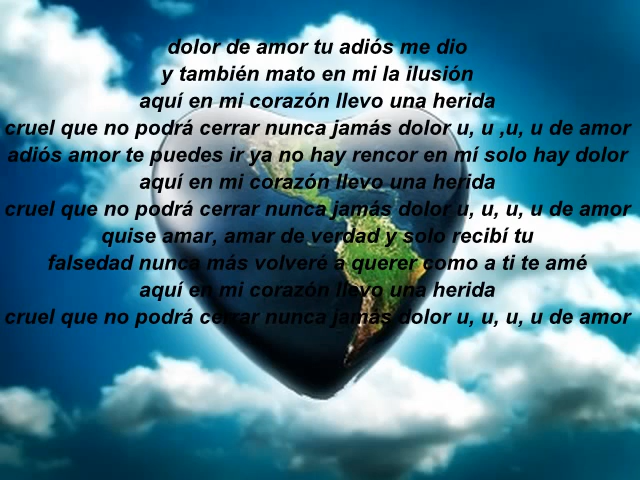 dolor de amor tu adiós me dio
y también mato en mi la ilusión
aquí en mi corazón llevo una herida
cruel que no podrá cerrar nunca jamás dolor u, u ,u, u de amor
adiós amor te puedes ir ya no hay rencor en mí solo hay dolor
aquí en mi corazón llevo una herida
cruel que no podrá cerrar nunca jamás dolor u, u, u, u de amor
quise amar, amar de verdad y solo recibí tu
falsedad nunca más volveré a querer como a ti te amé
aquí en mi corazón llevo una herida
cruel que no podrá cerrar nunca jamás dolor u, u, u, u de amor